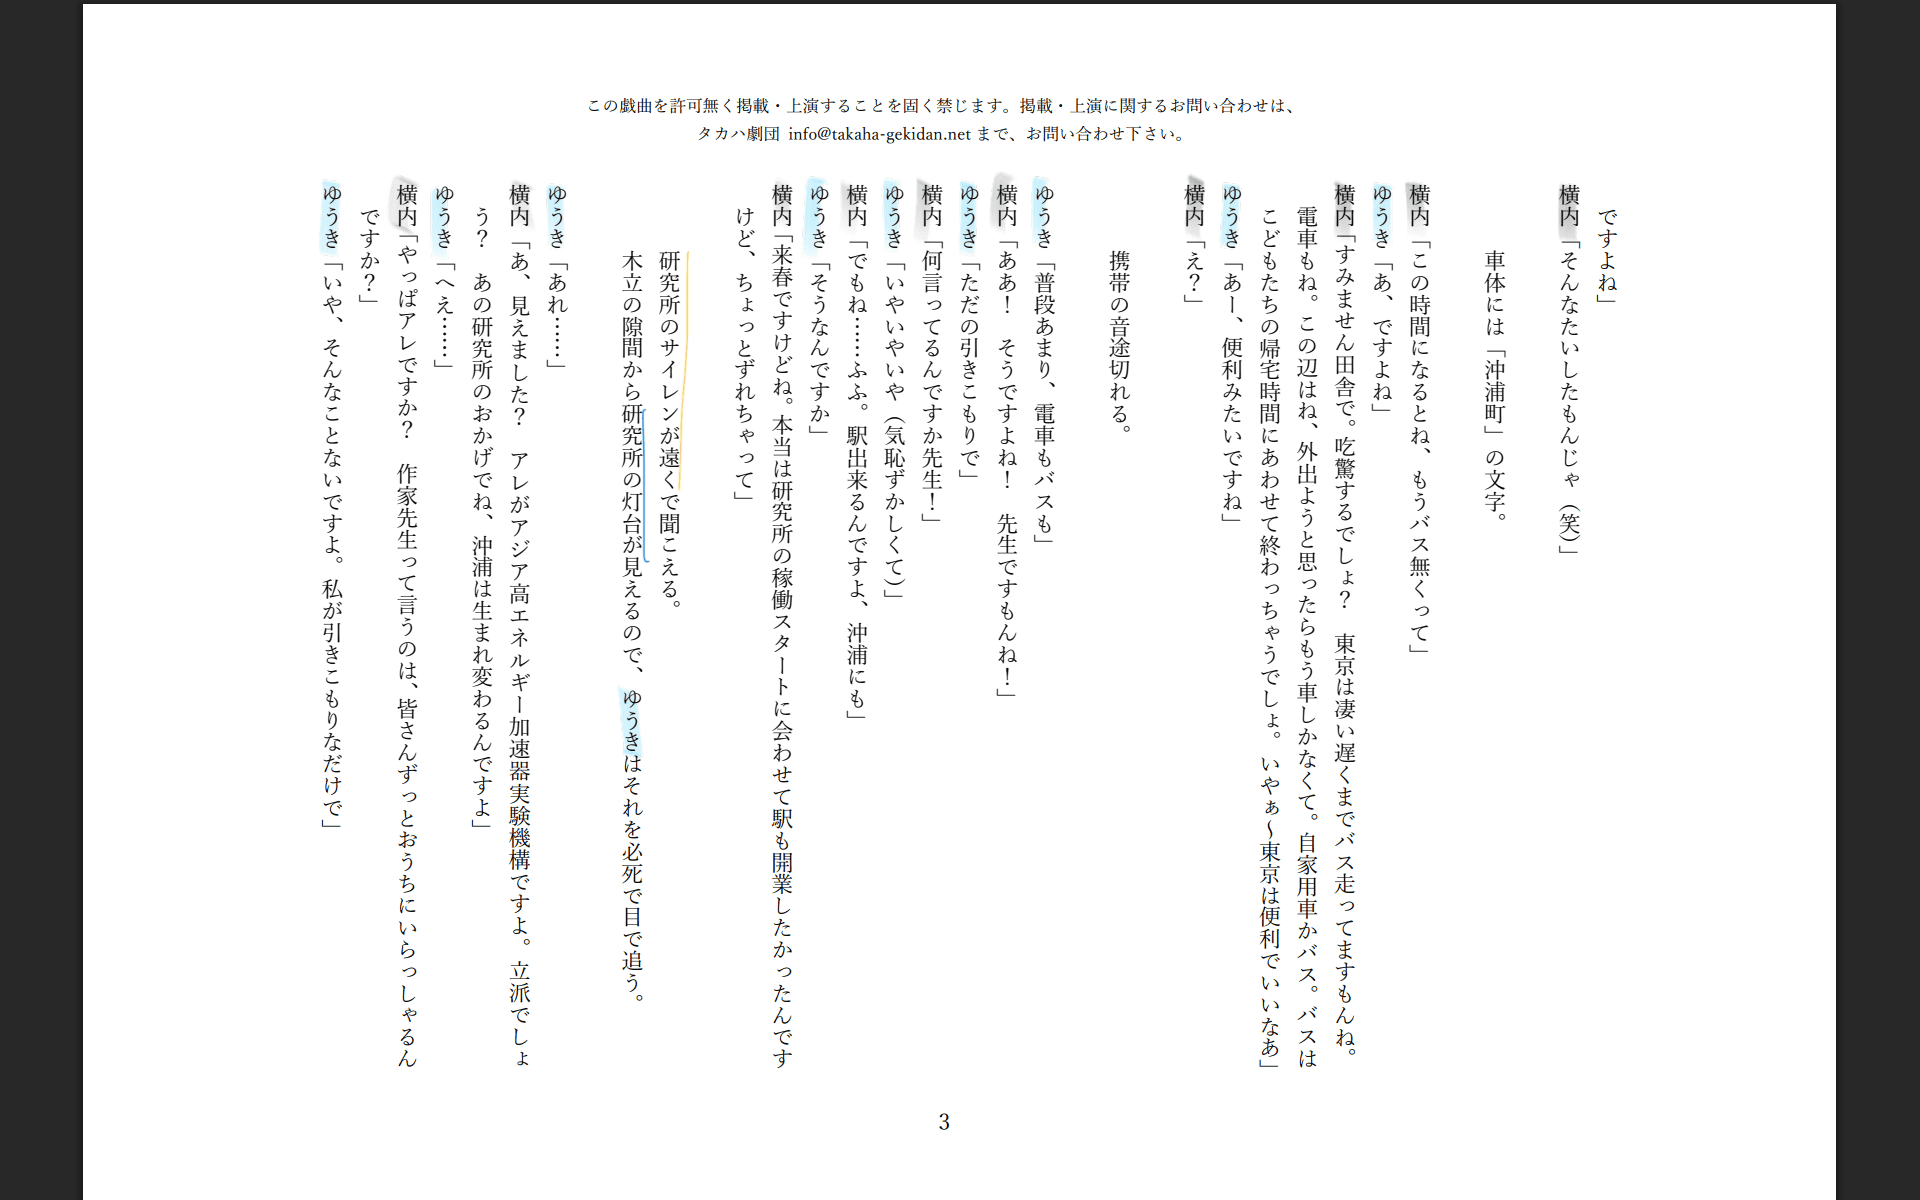 この戯曲を許可無く掲載・上演することを固く禁じます。掲載・上演に関するお問い合わせは、
タカハ劇団 info@takaha-gekidan.net まで、お問い合わせ下さい。
ですよね」
横内「そんなたいしたもんじゃ（笑）」
車体には「沖浦町」の文字。
横内「この時間になるとね、もうバス無くって」
ゆうき「あ、ですよね」
横内「すみません田舎で。吃驚するでしょ？　東京は凄い遅くまでバス走ってますもんね。
電車もね。この辺はね、外出ようと思ったらもう車しかなくて。自家用車かバス。バスは
こどもたちの帰宅時間にあわせて終わっちゃうでしょ。いやぁ～東京は便利でいいなあ」
ゆうき「あー、便利みたいですね」
横内「え？」
携帯の音途切れる。
ゆうき「普段あまり、電車もバスも」
横内「ああ！　そうですよね！　先生ですもんね！」
ゆうき「ただの引きこもりで」
横内「何言ってるんですか先生！」
ゆうき「いやいやいや（気恥ずかしくて）」
横内「でもね……ふふ。駅出来るんですよ、沖浦にも」
ゆうき「そうなんですか」
横内「来春ですけどね。本当は研究所の稼働スタートに会わせて駅も開業したかったんです
けど、ちょっとずれちゃって」
研究所のサイレンが遠くで聞こえる。
木立の隙間から研究所の灯台が見えるので、ゆうきはそれを必死で目で追う。
ゆうき「あれ……」
横内「あ、見えました？　アレがアジア高エネルギー加速器実験機構ですよ。立派でしょ
う？　あの研究所のおかげでね、沖浦は生まれ変わるんですよ」
ゆうき「へえ……」
横内「やっぱアレですか？　作家先生って言うのは、皆さんずっとおうちにいらっしゃるん
ですか？」
ゆうき「いや、そんなことないですよ。私が引きこもりなだけで」
3